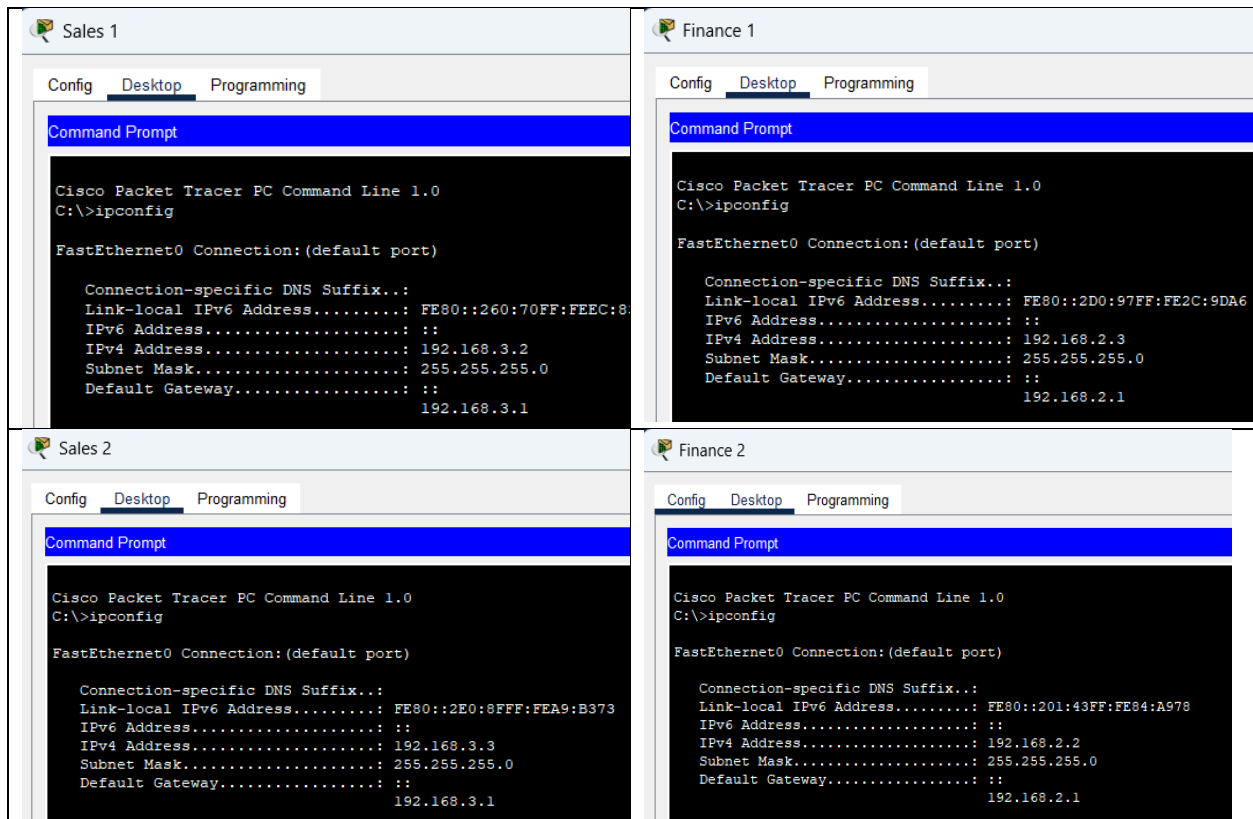 Sales 1
Config Desktop Programming
Command Prompt
Cisco Packet Tracer PC Command Line 1.0
C:\>ipconfig
FastEthernet0 Connection:(default port)
Connection-specific DNS Suffix..:
Link-local IPv6 Address.........: FE80::260:70FF:FEEC:8
IPv6 Address....................: ::
IPv4 Address....................: 192.168.3.2
Subnet Mask.....................: 255.255.255.0
Default Gateway.................: ::
192.168.3.1
Finance 1
Config Desktop Programming
Command Prompt
Cisco Packet Tracer PC Command Line 1.0
C:\>ipconfig
FastEthernet0 Connection:(default port)
Connection-specific DNS Suffix..:
Link-local IPv6 Address.........: FE80::2D0:97FF:FE2C:9DA6
IPv6 Address....................: ::
IPv4 Address....................: 192.168.2.3
Subnet Mask.....................: 255.255.255.0
Default Gateway.................: ::
192.168.2.1
Sales 2
Config Desktop Programming
Command Prompt
Cisco Packet Tracer PC Command Line 1.0
C:\>ipconfig
FastEthernet0 Connection:(default port)
Connection-specific DNS Suffix..:
Link-local IPv6 Address.........: FE80::2E0:8FFF:FEA9:B373
IPv6 Address....................: ::
IPv4 Address....................: 192.168.3.3
Subnet Mask.....................: 255.255.255.0
Default Gateway.................: ::
192.168.3.1
Finance 2
Config Desktop Programming
Command Prompt
Cisco Packet Tracer PC Command Line 1.0
C:\>ipconfig
FastEthernet0 Connection:(default port)
Connection-specific DNS Suffix..:
Link-local IPv6 Address.........: FE80::201:43FF:FE84:A978
IPv6 Address....................: ::
IPv4 Address....................: 192.168.2.2
Subnet Mask.....................: 255.255.255.0
Default Gateway.................: ::
192.168.2.1